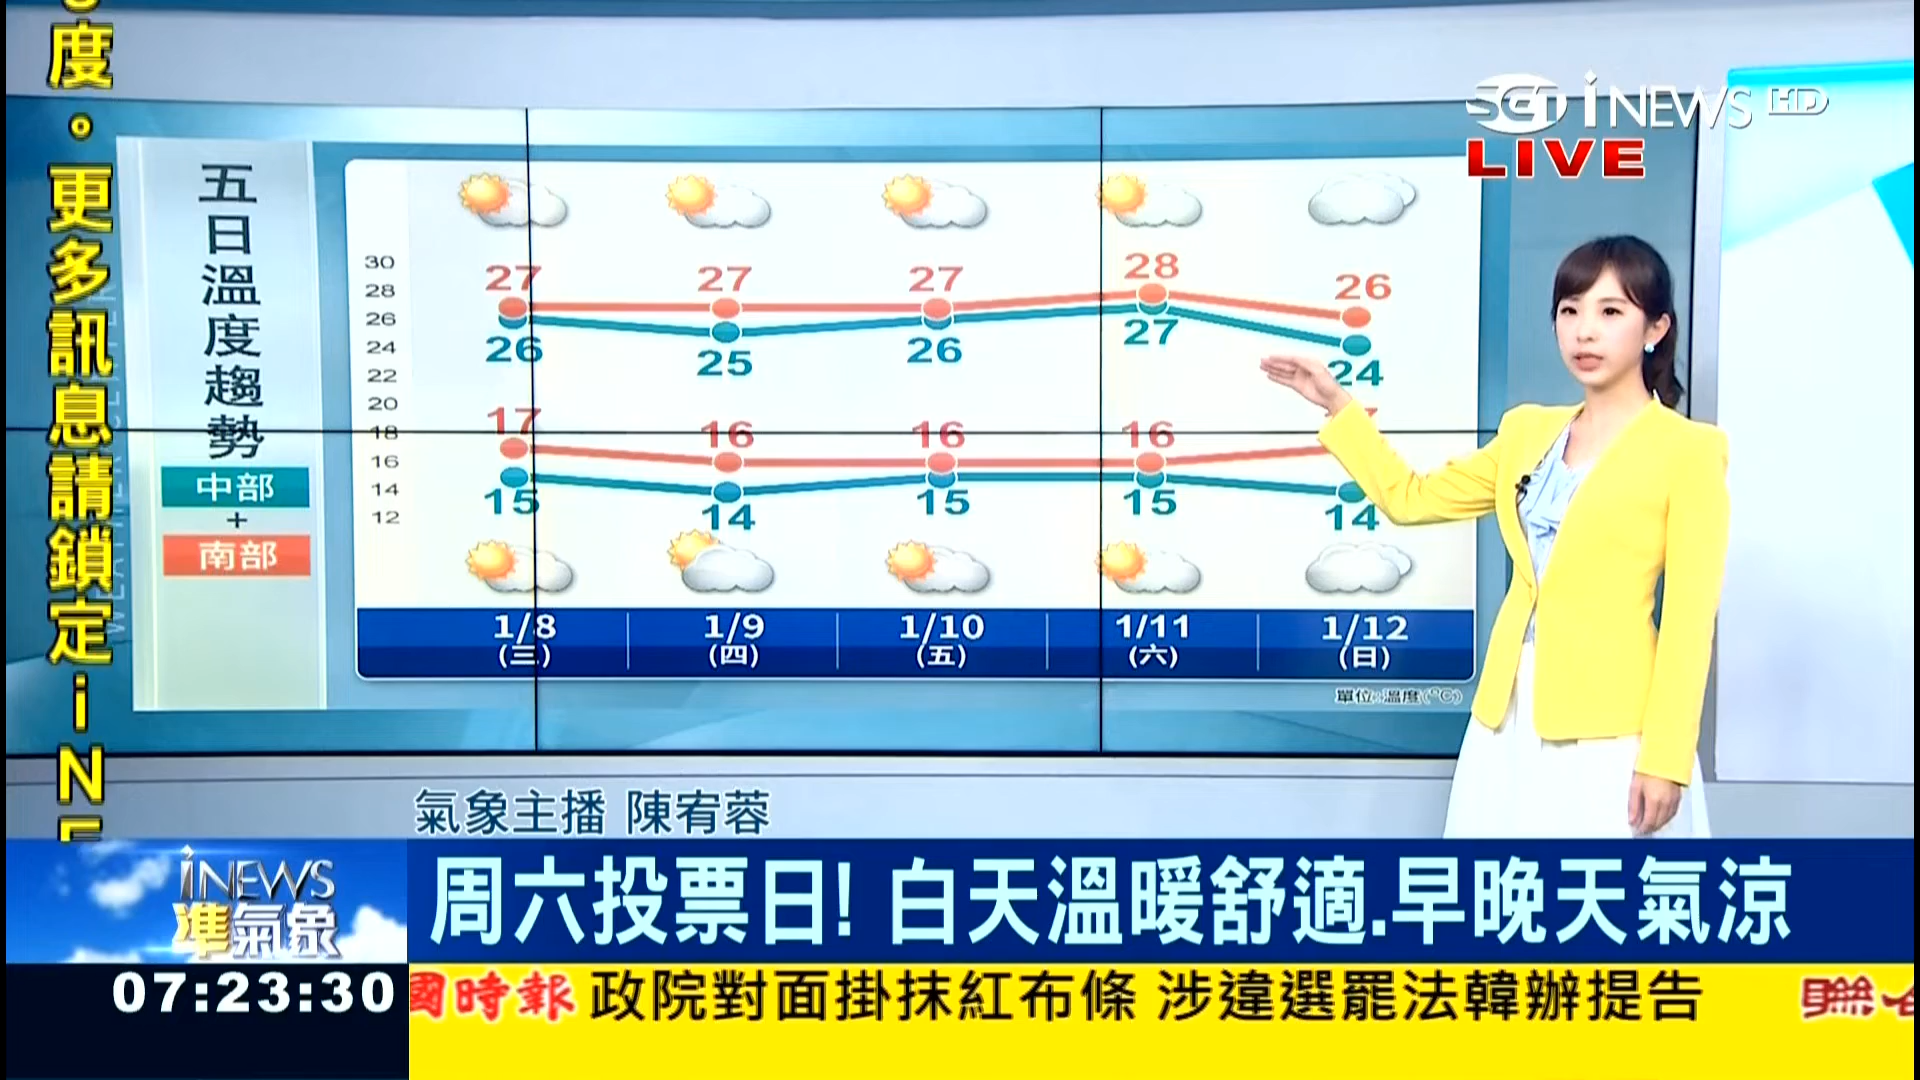 度。更多訊息請鎖定iN
SET iNEWS HD
LIVE
五日溫度趨勢
中部
+
南部
30
28
26
24
22
20
18
16
14
12
27 27 27 28 26
26 25 26 27 24
17 16 16 16
15 14 15 15 14
1/8 1/9 1/10 1/11 1/12
(三) (四) (五) (六) (日)
單位:溫度(°C)
氣象主播 陳宥蓉
iNEWS
準氣象
周六投票日! 白天溫暖舒適.早晚天氣涼
07:23:30
國時報 政院對面掛抹紅布條 涉違選罷法韓辦提告 聯